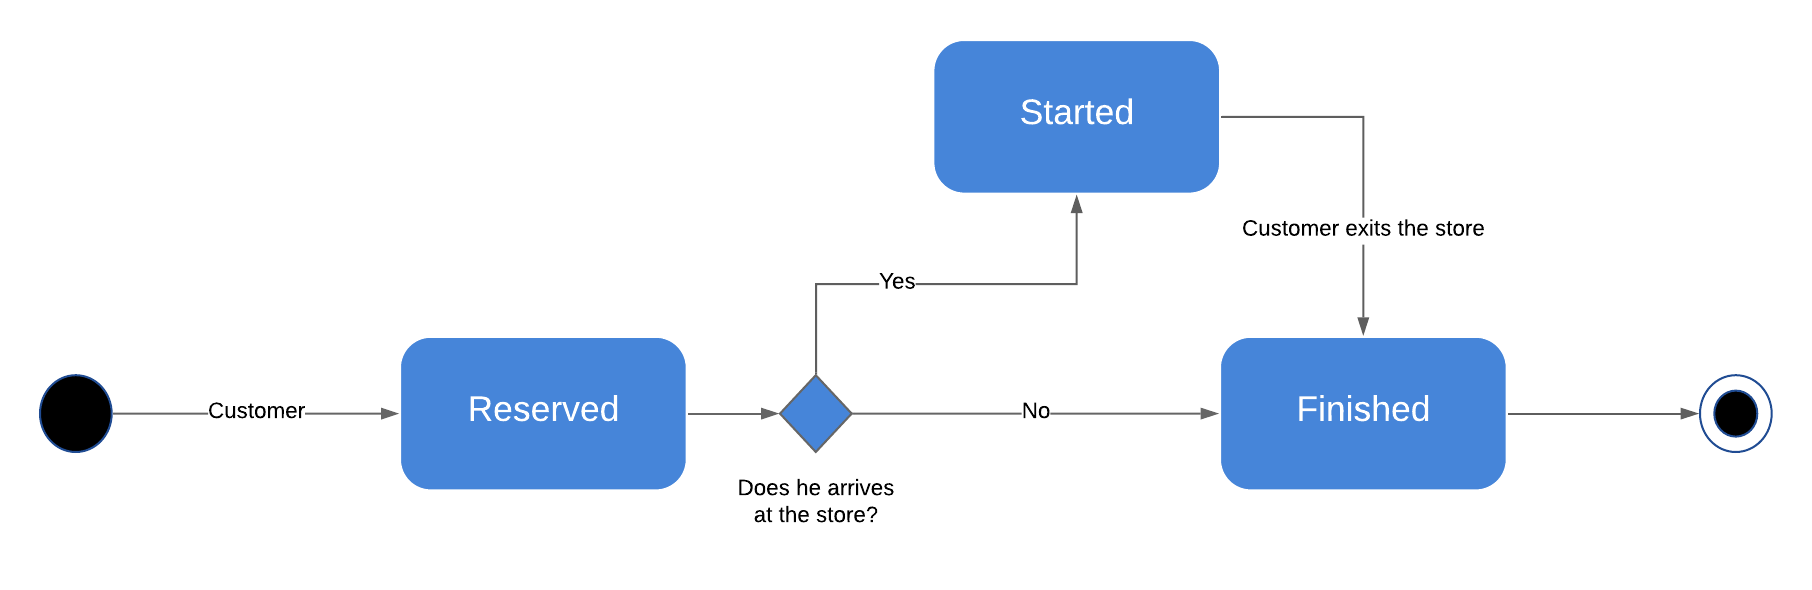 Started
Customer exits the store
Yes
Customer
Reserved
No
Finished
Does he arrives
at the store?